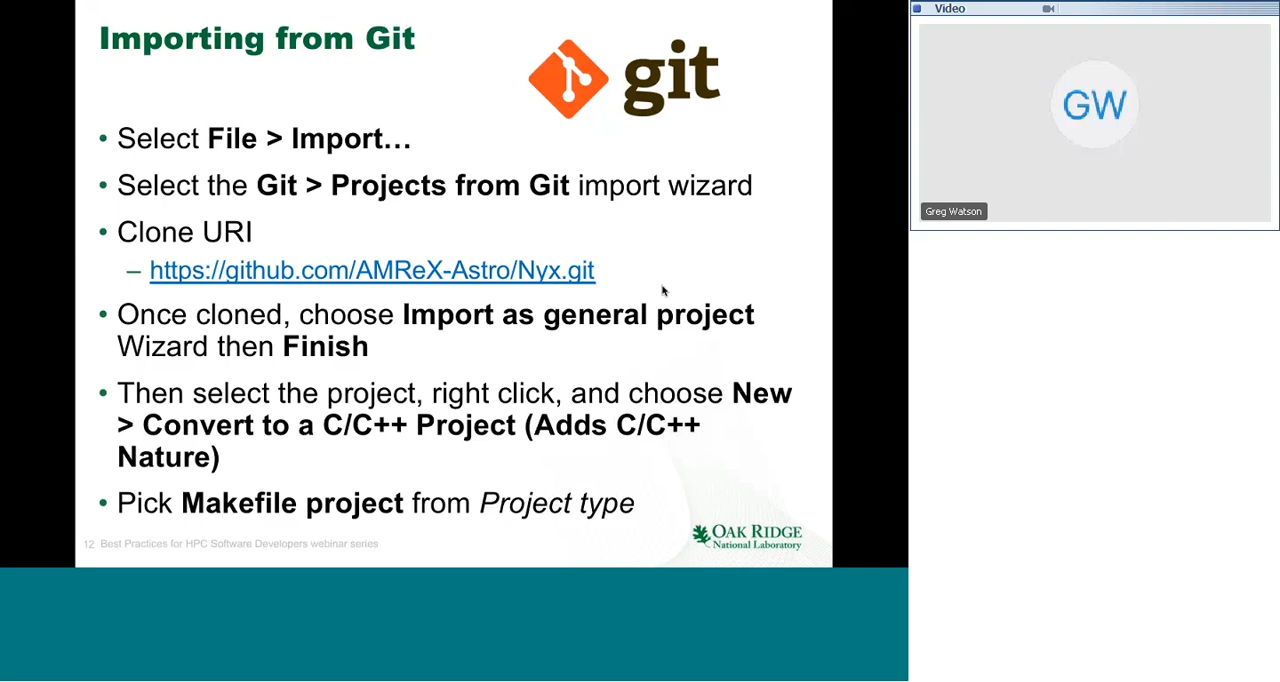 Importing from Git
git
• Select File > Import…
• Select the Git > Projects from Git import wizard
• Clone URI
– https://github.com/AMReX-Astro/Nyx.git
• Once cloned, choose Import as general project
Wizard then Finish
• Then select the project, right click, and choose New
> Convert to a C/C++ Project (Adds C/C++
Nature)
• Pick Makefile project from Project type
12 Best Practices for HPC Software Developers webinar series
OAK RIDGE
National Laboratory
Video
GW
Greg Watson